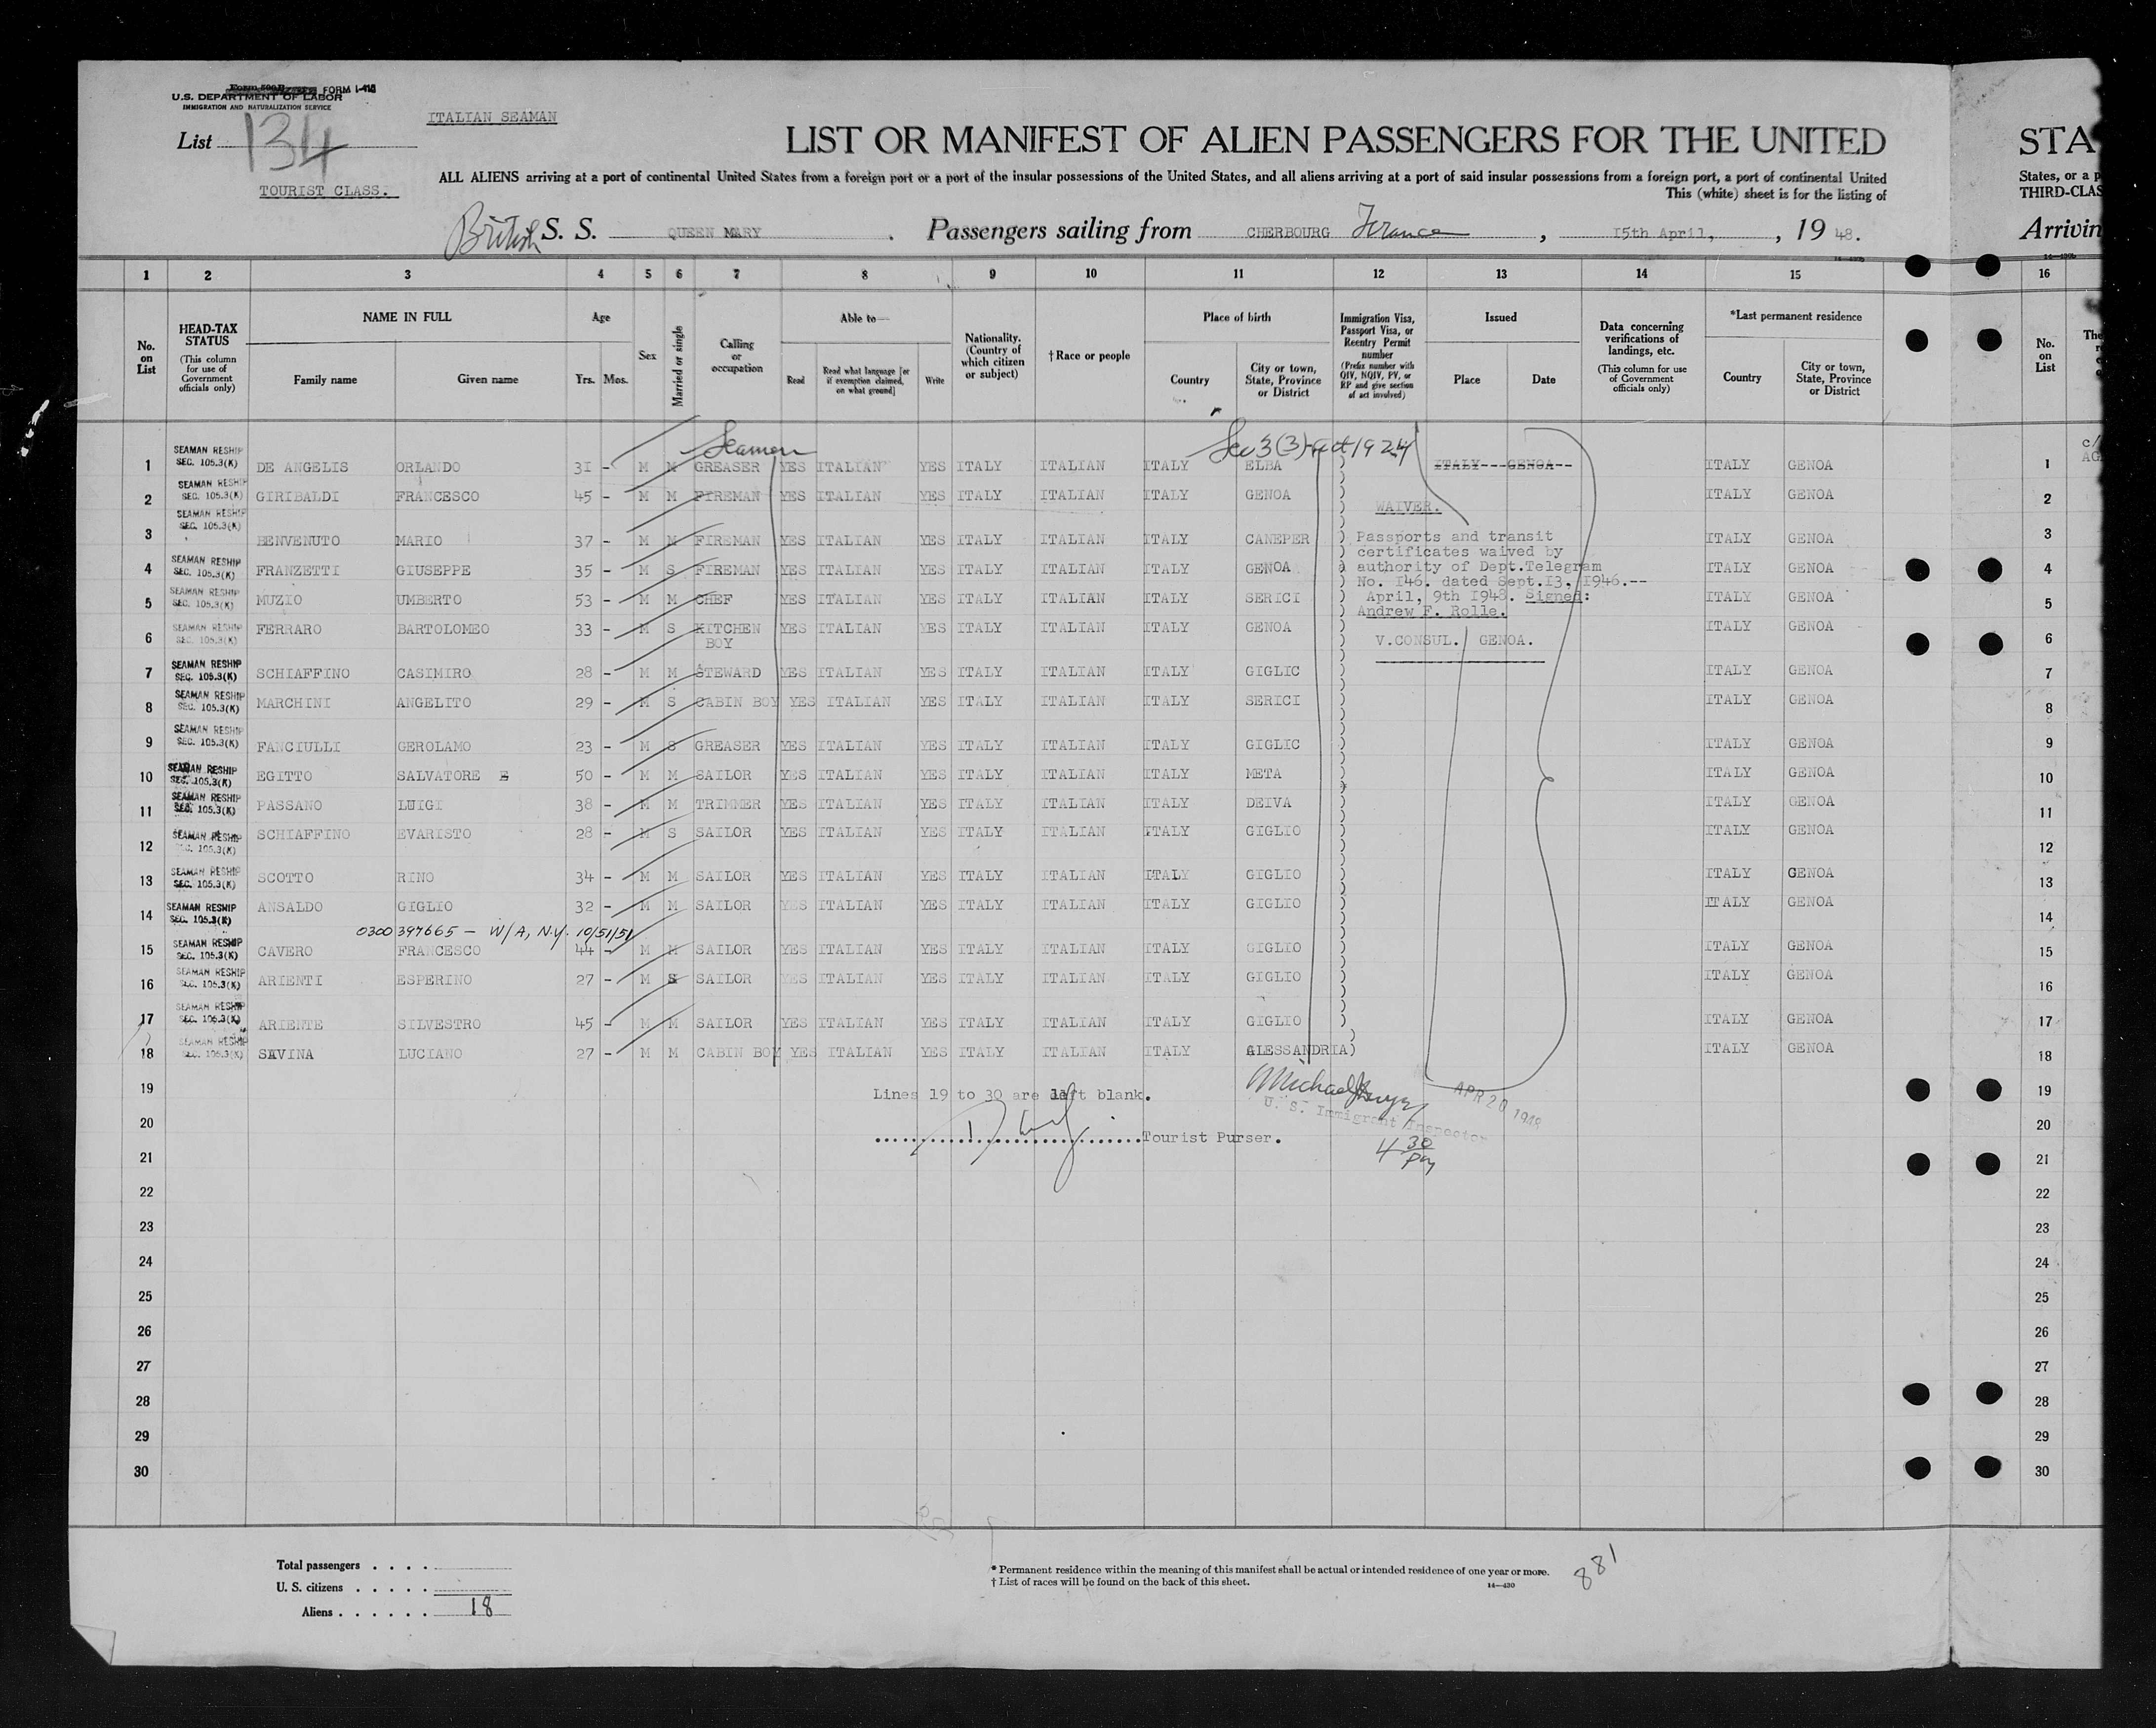 Form 500 B FORM I-415
U.S. DEPARTMENT OF LABOR
IMMIGRATION AND NATURALIZATION SERVICE
ITALIAN SEAMAN
List 134
TOURIST CLASS.
LIST OR MANIFEST OF ALIEN PASSENGERS FOR THE UNITED
STA
ALL ALIENS arriving at a port of continental United States from a foreign port or a port of the insular possessions of the United States, and all aliens arriving at a port of said insular possessions from a foreign port, a port of continental United
States, or a p
This (white) sheet is for the listing of
THIRD-CLAS
British S. S. QUEEN MARY. Passengers sailing from CHERBOURG France, 15th April, , 19 48.
Arrivin
1 2 3 4 5 6 7 8 9 10 11 12 13 14 15 16
No. on List
HEAD-TAX STATUS (This column for use of Government officials only)
NAME IN FULL
Family name Given name
Age
Yrs. Mos.
Sex
Married or single
Calling or occupation
Able to—
Read
Read what language [or if exemption claimed, on what ground]
Write
Nationality. (Country of which citizen or subject)
†Race or people
Place of birth
Country
City or town, State, Province or District
Immigration Visa, Passport Visa, or Reentry Permit number (Prefix number with QIV, NQIV, PV, or RP and give section of act involved)
Issued
Place Date
Data concerning verifications of landings, etc. (This column for use of Government officials only)
*Last permanent residence
Country
City or town, State, Province or District
No. on List
Seamen
Sec 3(3) act 1924
1 SEAMAN RESHIP SEC. 105.3(K) DE ANGELIS ORLANDO 31 - M M GREASER YES ITALIAN YES ITALY ITALIAN ITALY ELBA ) ITALY---GENOA-- ITALY GENOA 1
2 SEAMAN RESHIP SEC. 105.3(K) GIRIBALDI FRANCESCO 45 - M M FIREMAN YES ITALIAN YES ITALY ITALIAN ITALY GENOA ) ITALY GENOA 2
WAIVER.
3 SEAMAN RESHIP SEC. 105.3(K) BENVENUTO MARIO 37 - M M FIREMAN YES ITALIAN YES ITALY ITALIAN ITALY CANEPER ) Passports and transit ITALY GENOA 3
) certificates waived by
4 SEAMAN RESHIP SEC. 105.3(K) FRANZETTI GIUSEPPE 35 - M S FIREMAN YES ITALIAN YES ITALY ITALIAN ITALY GENOA ) authority of Dept.Telegram ITALY GENOA 4
) No. 146. dated Sept.13, 1946.--
5 SEAMAN RESHIP SEC. 105.3(K) MUZIO UMBERTO 53 - M M CHEF YES ITALIAN YES ITALY ITALIAN ITALY SERICI ) April, 9th 1948. Signed: ITALY GENOA 5
) Andrew F. Rolle.
6 SEAMAN RESHIP SEC. 105.3(K) FERRARO BARTOLOMEO 33 - M S KITCHEN BOY YES ITALIAN YES ITALY ITALIAN ITALY GENOA ) V.CONSUL. GENOA. ITALY GENOA 6
7 SEAMAN RESHIP SEC. 105.3(K) SCHIAFFINO CASIMIRO 28 - M M STEWARD YES ITALIAN YES ITALY ITALIAN ITALY GIGLIC ) ITALY GENOA 7
8 SEAMAN RESHIP SEC. 105.3(K) MARCHINI ANGELITO 29 - M S CABIN BOY YES ITALIAN YES ITALY ITALIAN ITALY SERICI ) ITALY GENOA 8
9 SEAMAN RESHIP SEC. 105.3(K) FANCIULLI GEROLAMO 23 - M S GREASER YES ITALIAN YES ITALY ITALIAN ITALY GIGLIC ) ITALY GENOA 9
10 SEAMAN RESHIP SEC. 105.3(K) EGITTO SALVATORE 50 - M M SAILOR YES ITALIAN YES ITALY ITALIAN ITALY META ) ITALY GENOA 10
11 SEAMAN RESHIP SEC. 105.3(K) PASSANO LUIGI 38 - M M TRIMMER YES ITALIAN YES ITALY ITALIAN ITALY DEIVA ) ITALY GENOA 11
12 SEAMAN RESHIP SEC. 105.3(K) SCHIAFFINO EVARISTO 28 - M S SAILOR YES ITALIAN YES ITALY ITALIAN ITALY GIGLIO ) ITALY GENOA 12
13 SEAMAN RESHIP SEC. 105.3(K) SCOTTO RINO 34 - M M SAILOR YES ITALIAN YES ITALY ITALIAN ITALY GIGLIO ) ITALY GENOA 13
14 SEAMAN RESHIP SEC. 105.3(K) ANSALDO GIGLIO 32 - M M SAILOR YES ITALIAN YES ITALY ITALIAN ITALY GIGLIO ) ITALY GENOA 14
0300 397665 - W/A, N.Y. 10/51/51
15 SEAMAN RESHIP SEC. 105.3(K) CAVERO FRANCESCO 44 - M M SAILOR YES ITALIAN YES ITALY ITALIAN ITALY GIGLIO ) ITALY GENOA 15
16 SEAMAN RESHIP SEC. 105.3(K) ARIENTI ESPERINO 27 - M S SAILOR YES ITALIAN YES ITALY ITALIAN ITALY GIGLIO ) ITALY GENOA 16
17 SEAMAN RESHIP SEC. 105.3(K) ARIENTE SILVESTRO 45 - M M SAILOR YES ITALIAN YES ITALY ITALIAN ITALY GIGLIO ) ITALY GENOA 17
18 SEAMAN RESHIP SEC. 105.3(K) SAVINA LUCIANO 27 - M M CABIN BOY YES ITALIAN YES ITALY ITALIAN ITALY ALESSANDRIA) ITALY GENOA 18
19 Lines 19 to 30 are left blank. APR 20 1948 19
U. S. Immigrant Inspector
20 Tourist Purser. 20
4 30 pm
21 21
22 22
23 23
24 24
25 25
26 26
27 27
28 28
29 29
30 30
Total passengers . . . .
U. S. citizens . . . . .
Aliens . . . . . . 18
* Permanent residence within the meaning of this manifest shall be actual or intended residence of one year or more.
† List of races will be found on the back of this sheet.
14—430
881